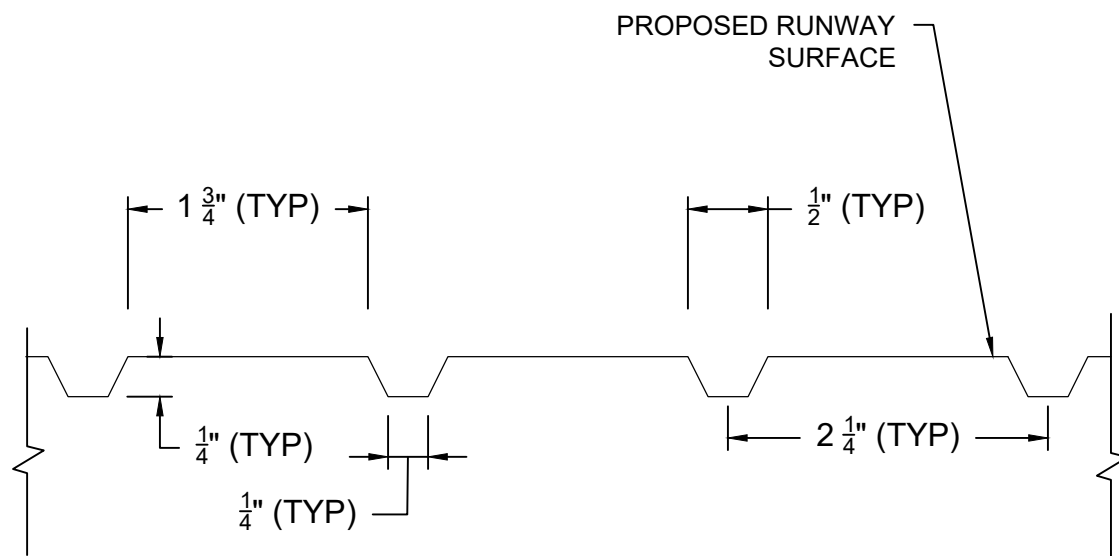 PROPOSED RUNWAY
SURFACE
1 3/4" (TYP)
1/2" (TYP)
1/4" (TYP)
2 1/4" (TYP)
1/4" (TYP)